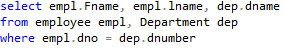 select empl.Fname, empl.lname, dep.dname
from employee empl, Department dep
where empl.dno = dep.dnumber